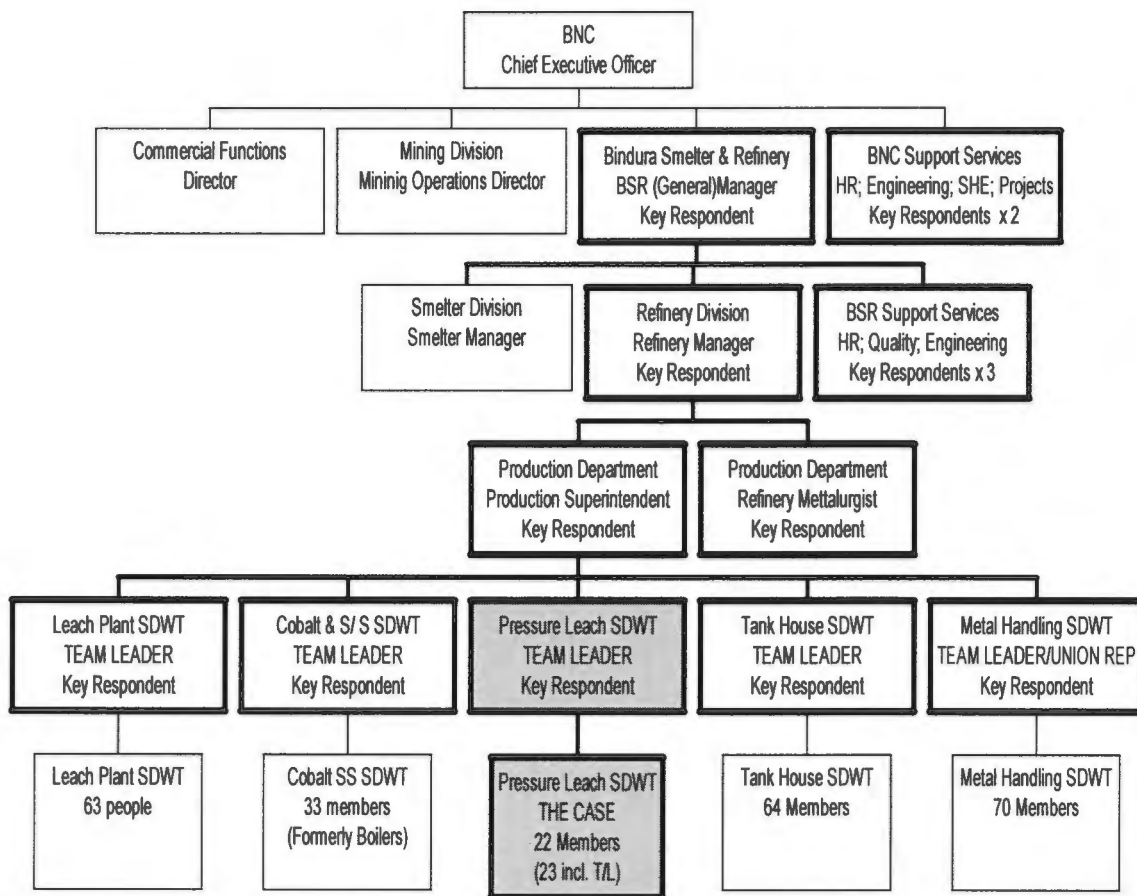 BNC
Chief Executive Officer
Commercial Functions
Director
Mining Division
Mininig Operations Director
Bindura Smelter & Refinery
BSR (General)Manager
Key Respondent
BNC Support Services
HR; Engineering; SHE; Projects
Key Respondents x 2
Smelter Division
Smelter Manager
Refinery Division
Refinery Manager
Key Respondent
BSR Support Services
HR; Quality; Engineering
Key Respondents x 3
Production Department
Production Superintendent
Key Respondent
Production Department
Refinery Mettalurgist
Key Respondent
Leach Plant SDWT
TEAM LEADER
Key Respondent
Cobalt & S/ S SDWT
TEAM LEADER
Key Respondent
Pressure Leach SDWT
TEAM LEADER
Key Respondent
Tank House SDWT
TEAM LEADER
Key Respondent
Metal Handling SDWT
TEAM LEADER/UNION REP
Key Respondent
Leach Plant SDWT
63 people
Cobalt SS SDWT
33 members
(Formerly Boilers)
Pressure Leach SDWT
THE CASE
22 Members
(23 incl. T/L)
Tank House SDWT
64 Members
Metal Handling SDWT
70 Members